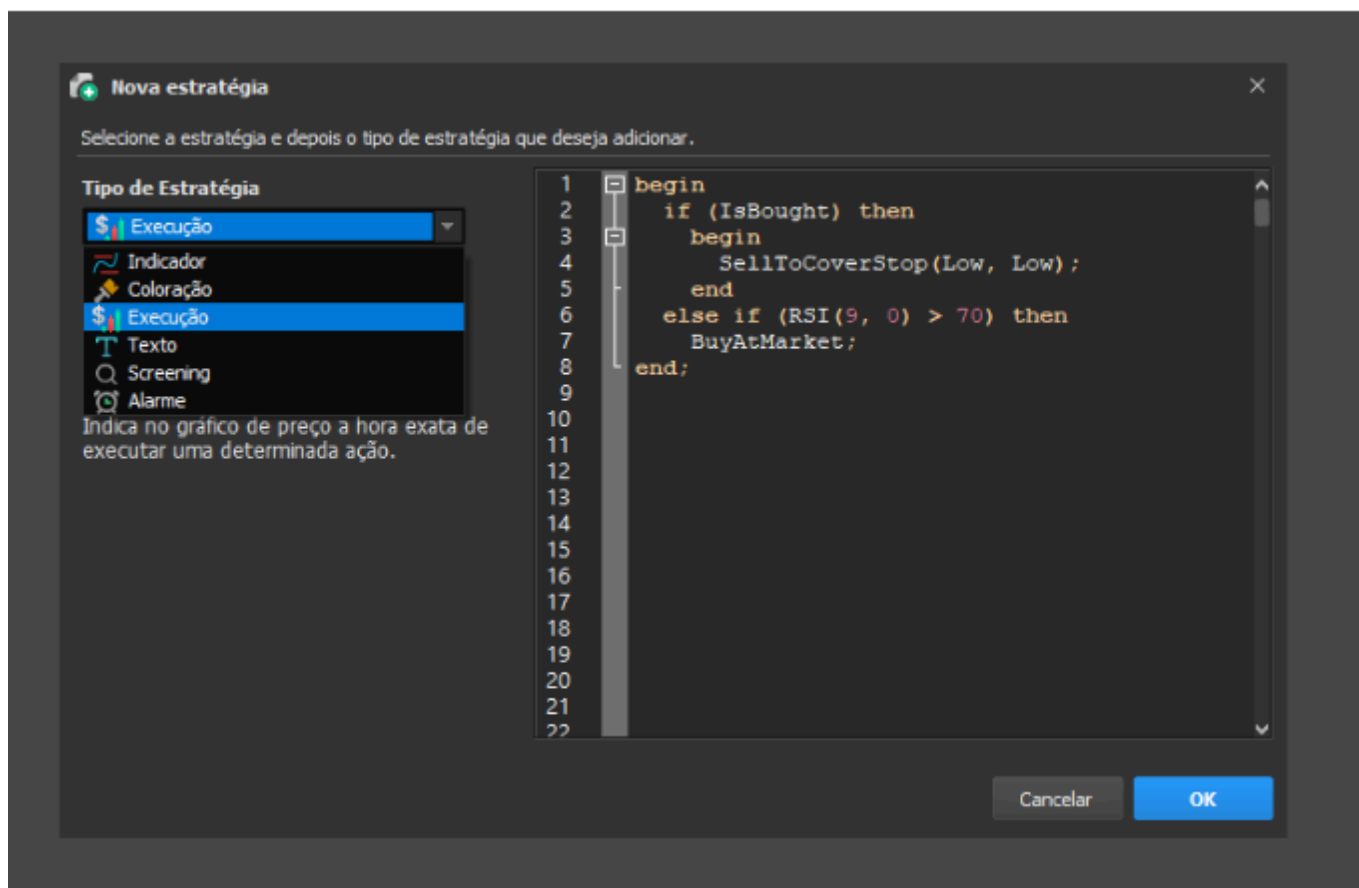 Nova estratégia
Selecione a estratégia e depois o tipo de estratégia que deseja adicionar.
Tipo de Estratégia
Execução
Indicador
Coloração
Execução
Texto
Screening
Alarme
Indica no gráfico de preço a hora exata de
executar uma determinada ação.
1 begin
2 if (IsBought) then
3 begin
4 SellToCoverStop(Low, Low);
5 end
6 else if (RSI(9, 0) > 70) then
7 BuyAtMarket;
8 end;
9
10
11
12
13
14
15
16
17
18
19
20
21
22
Cancelar
OK